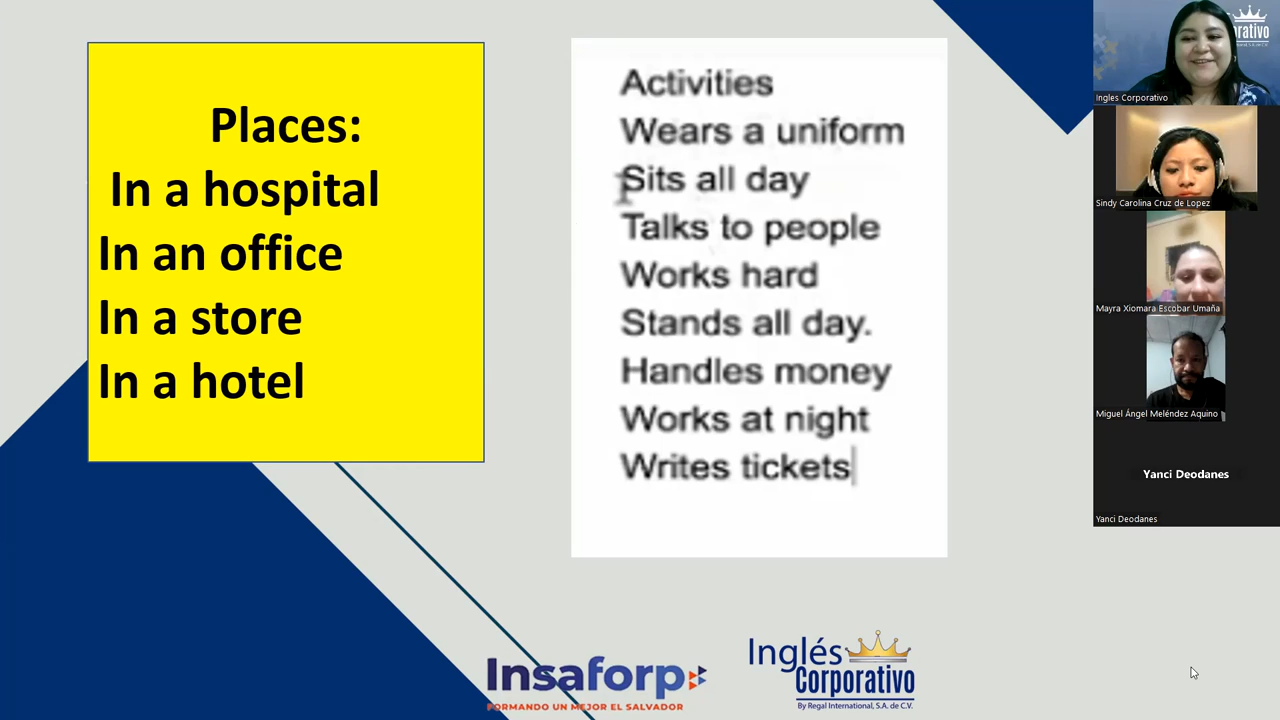 Places:
In a hospital
In an office
In a store
In a hotel
Activities
Wears a uniform
Sits all day
Talks to people
Works hard
Stands all day.
Handles money
Works at night
Writes tickets
Insaforp
FORMANDO UN MEJOR EL SALVADOR
Inglés
Corporativo
By Regal International, S.A. de C.V.
Ingles Corporativo
Sindy Carolina Cruz de Lopez
Mayra Xiomara Escobar Umaña
Miguel Ángel Meléndez Aquino
Yanci Deodanes
Yanci Deodanes